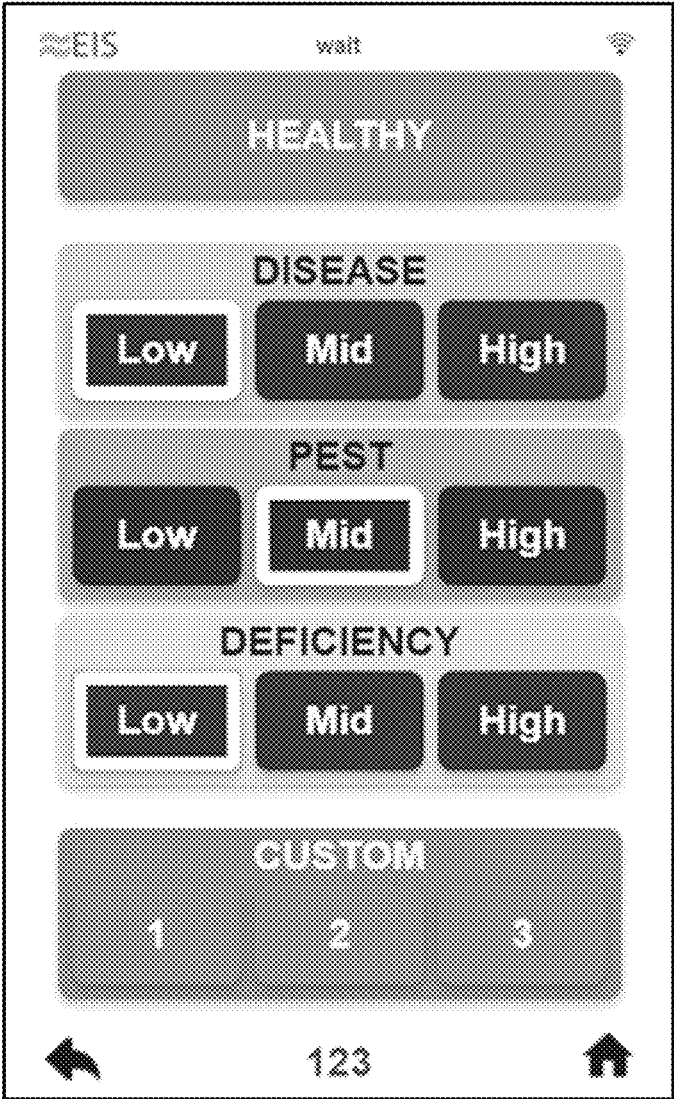 EIS wait
HEALTHY
DISEASE
Low Mid High
PEST
Low Mid High
DEFICIENCY
Low Mid High
CUSTOM
1 2 3
123